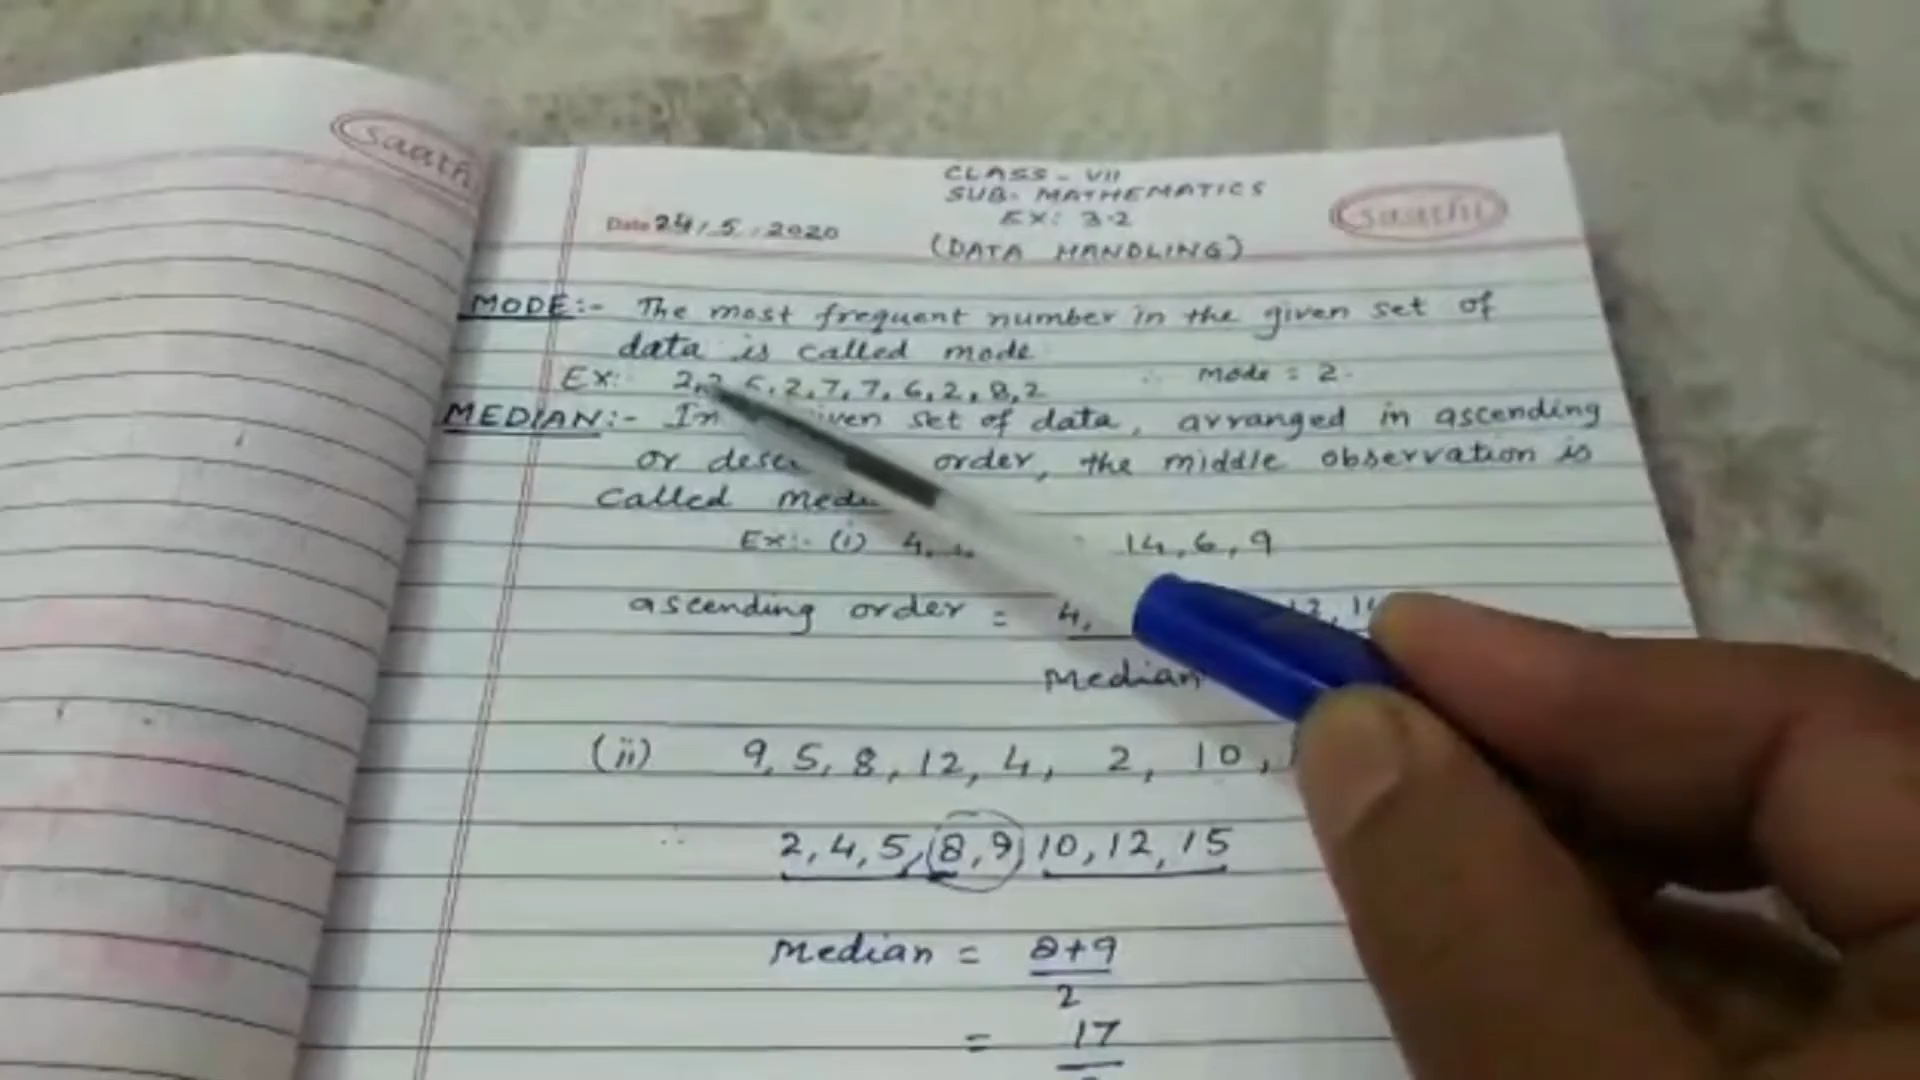 saathi
CLASS - VII
SUB- MATHEMATICS
EX: 3.2
(DATA HANDLING)
saathi
Date 24/5/2020
MODE:- The most frequent number in the given set of
data is called mode
Ex: 2, 5, 2, 7, 7, 6, 2, 8, 2 ∴ mode = 2.
MEDIAN:- In given set of data, arranged in ascending
or order, the middle observation is
called
Ex:- (i) 4, 14, 6, 9
ascending order = 4, 12,
Median
(ii) 9, 5, 8, 12, 4, 2, 10,
∴ 2, 4, 5, 8, 9, 10, 12, 15
Median = 8+9
2
= 17